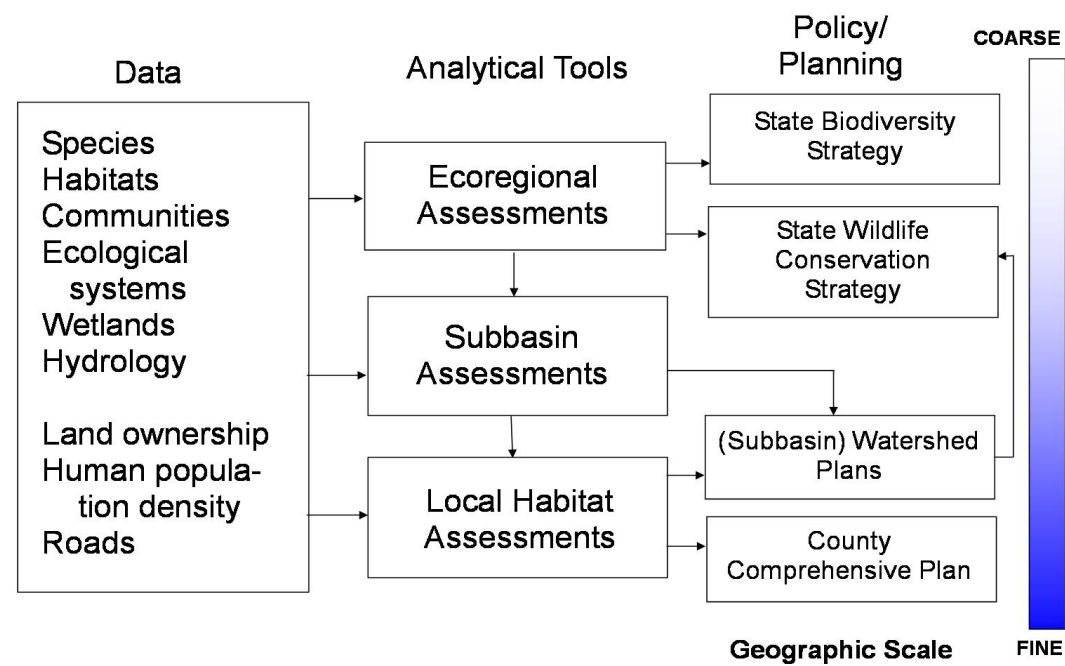 Data
Species
Habitats
Communities
Ecological
systems
Wetlands
Hydrology
Land ownership
Human popula-
tion density
Roads
Analytical Tools
Ecoregional
Assessments
Subbasin
Assessments
Local Habitat
Assessments
Policy/
Planning
State Biodiversity
Strategy
State Wildlife
Conservation
Strategy
(Subbasin) Watershed
Plans
County
Comprehensive Plan
COARSE
Geographic Scale
FINE